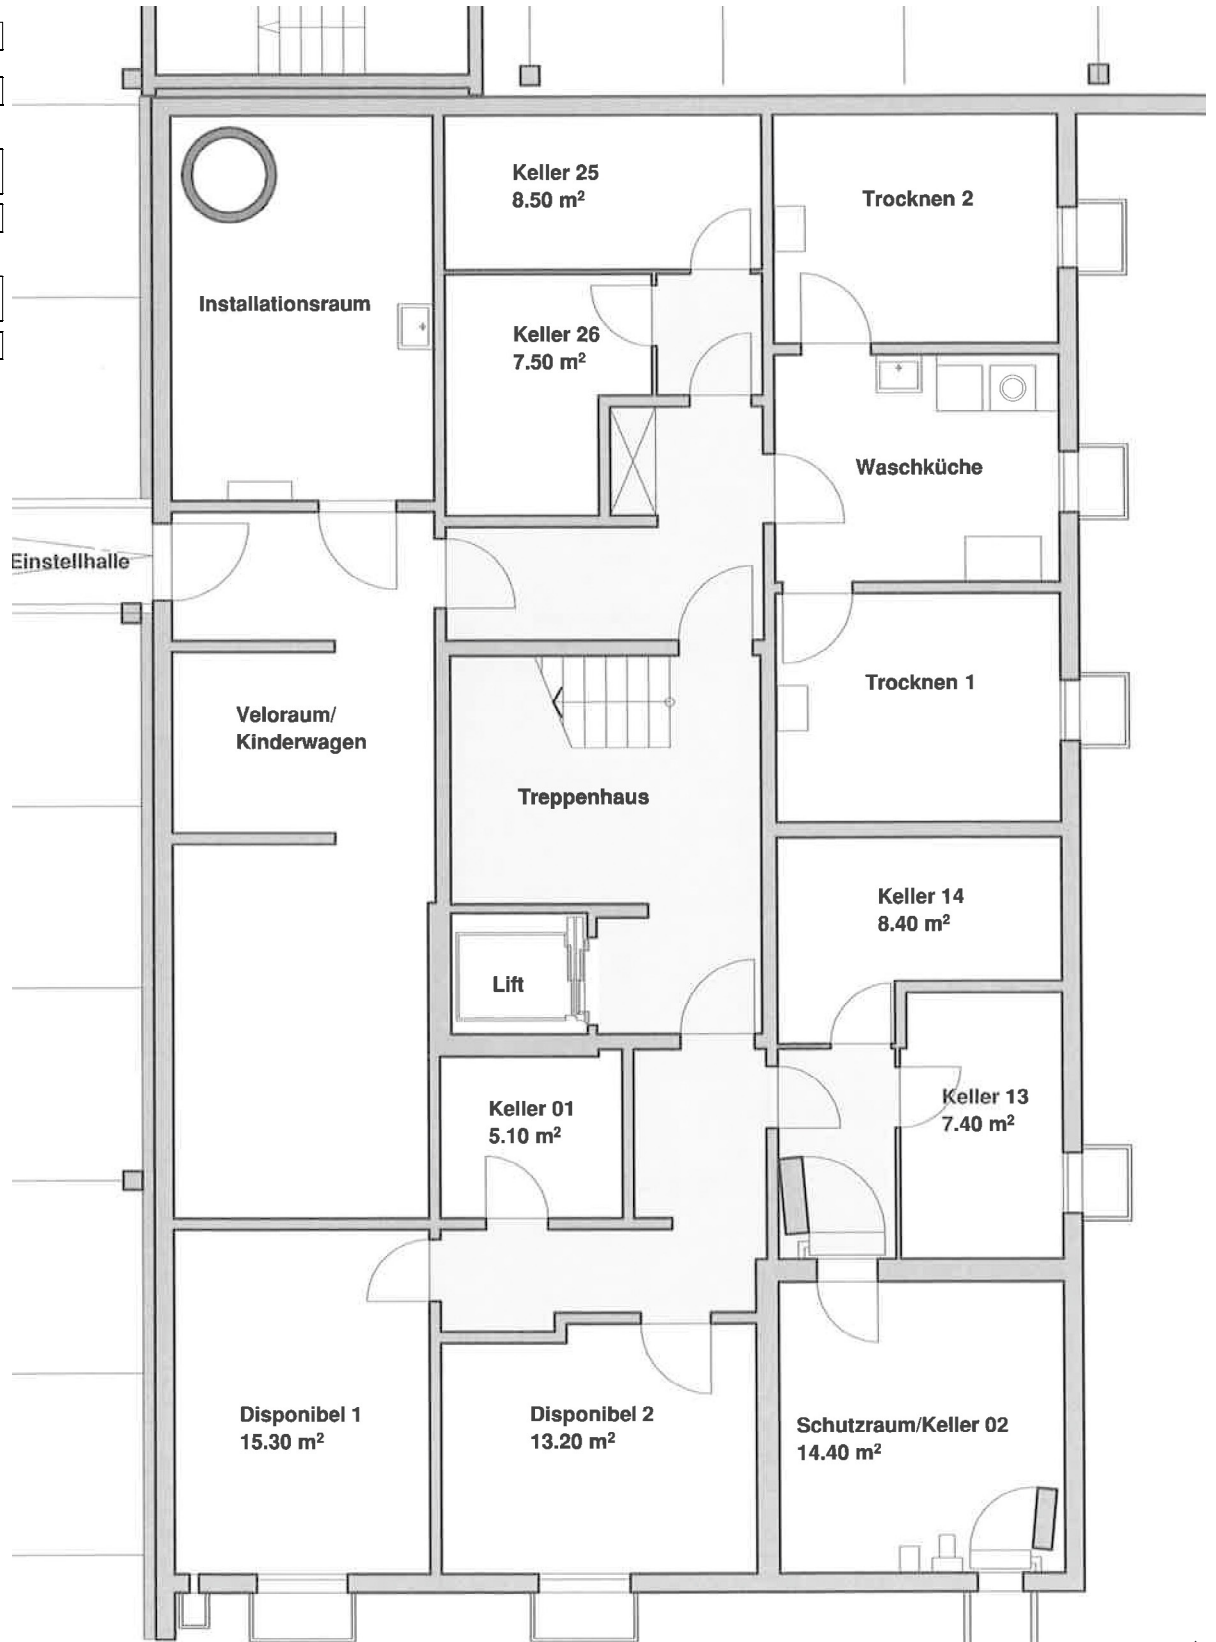 Keller 25
8.50 m²
Trocknen 2
Installationsraum
Keller 26
7.50 m²
Waschküche
Einstellhalle
Trocknen 1
Veloraum/
Kinderwagen
Treppenhaus
Keller 14
8.40 m²
Lift
Keller 01
5.10 m²
Keller 13
7.40 m²
Disponibel 1
15.30 m²
Disponibel 2
13.20 m²
Schutzraum/Keller 02
14.40 m²